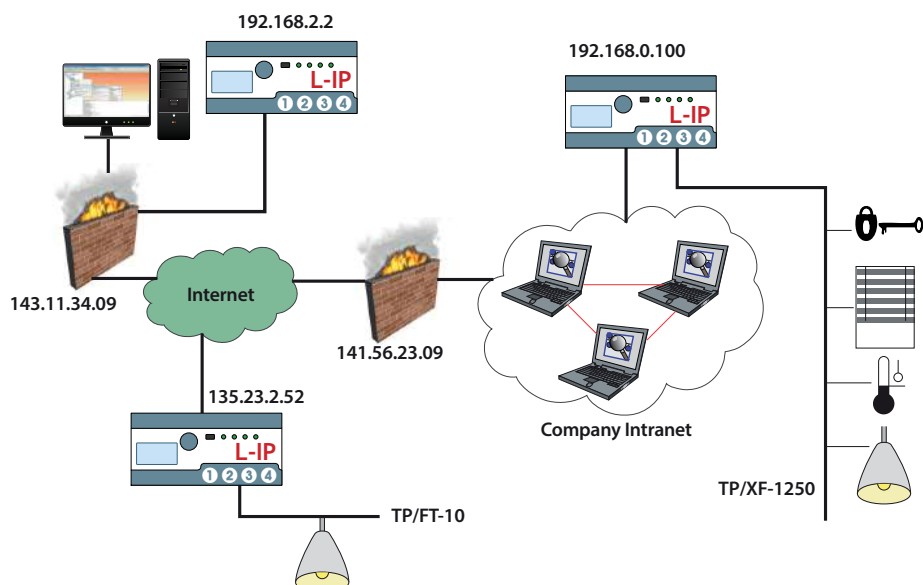 192.168.2.2
L-IP
1 2 3 4
192.168.0.100
L-IP
1 2 3 4
143.11.34.09
Internet
141.56.23.09
135.23.2.52
L-IP
1 2 3 4
Company Intranet
TP/XF-1250
TP/FT-10